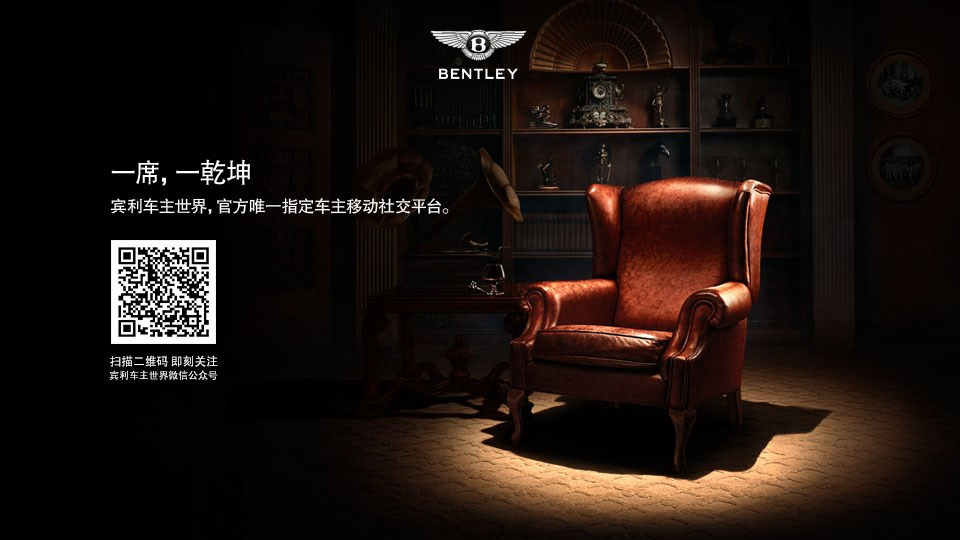 B
BENTLEY
一席，一乾坤
宾利车主世界，官方唯一指定车主移动社交平台。
扫描二维码 即刻关注
宾利车主世界微信公众号